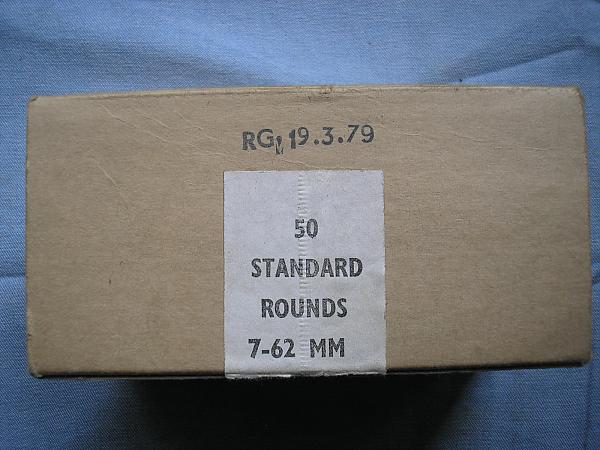 RG, 19.3.79
50
STANDARD
ROUNDS
7-62 MM